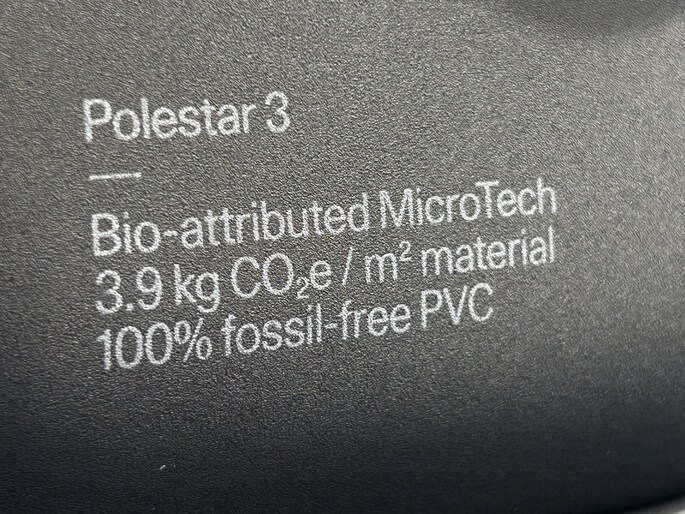 Polestar 3
—
Bio-attributed MicroTech
3.9 kg CO₂e / m² material
100% fossil-free PVC